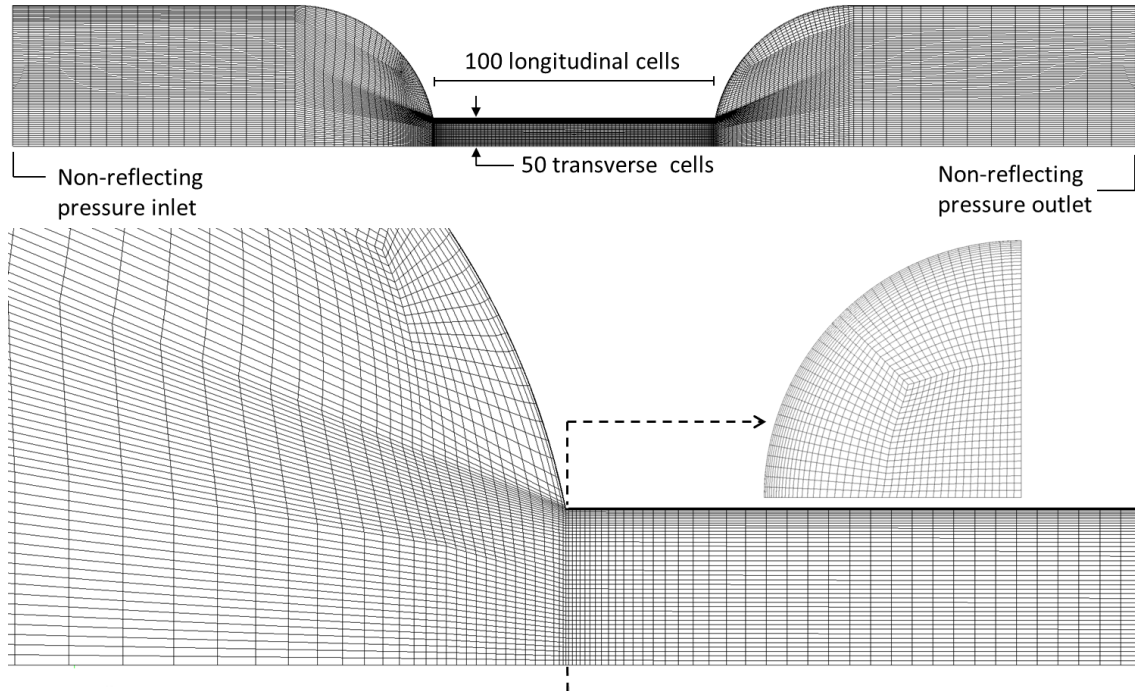 100 longitudinal cells
50 transverse cells
Non-reflecting
pressure inlet
Non-reflecting
pressure outlet